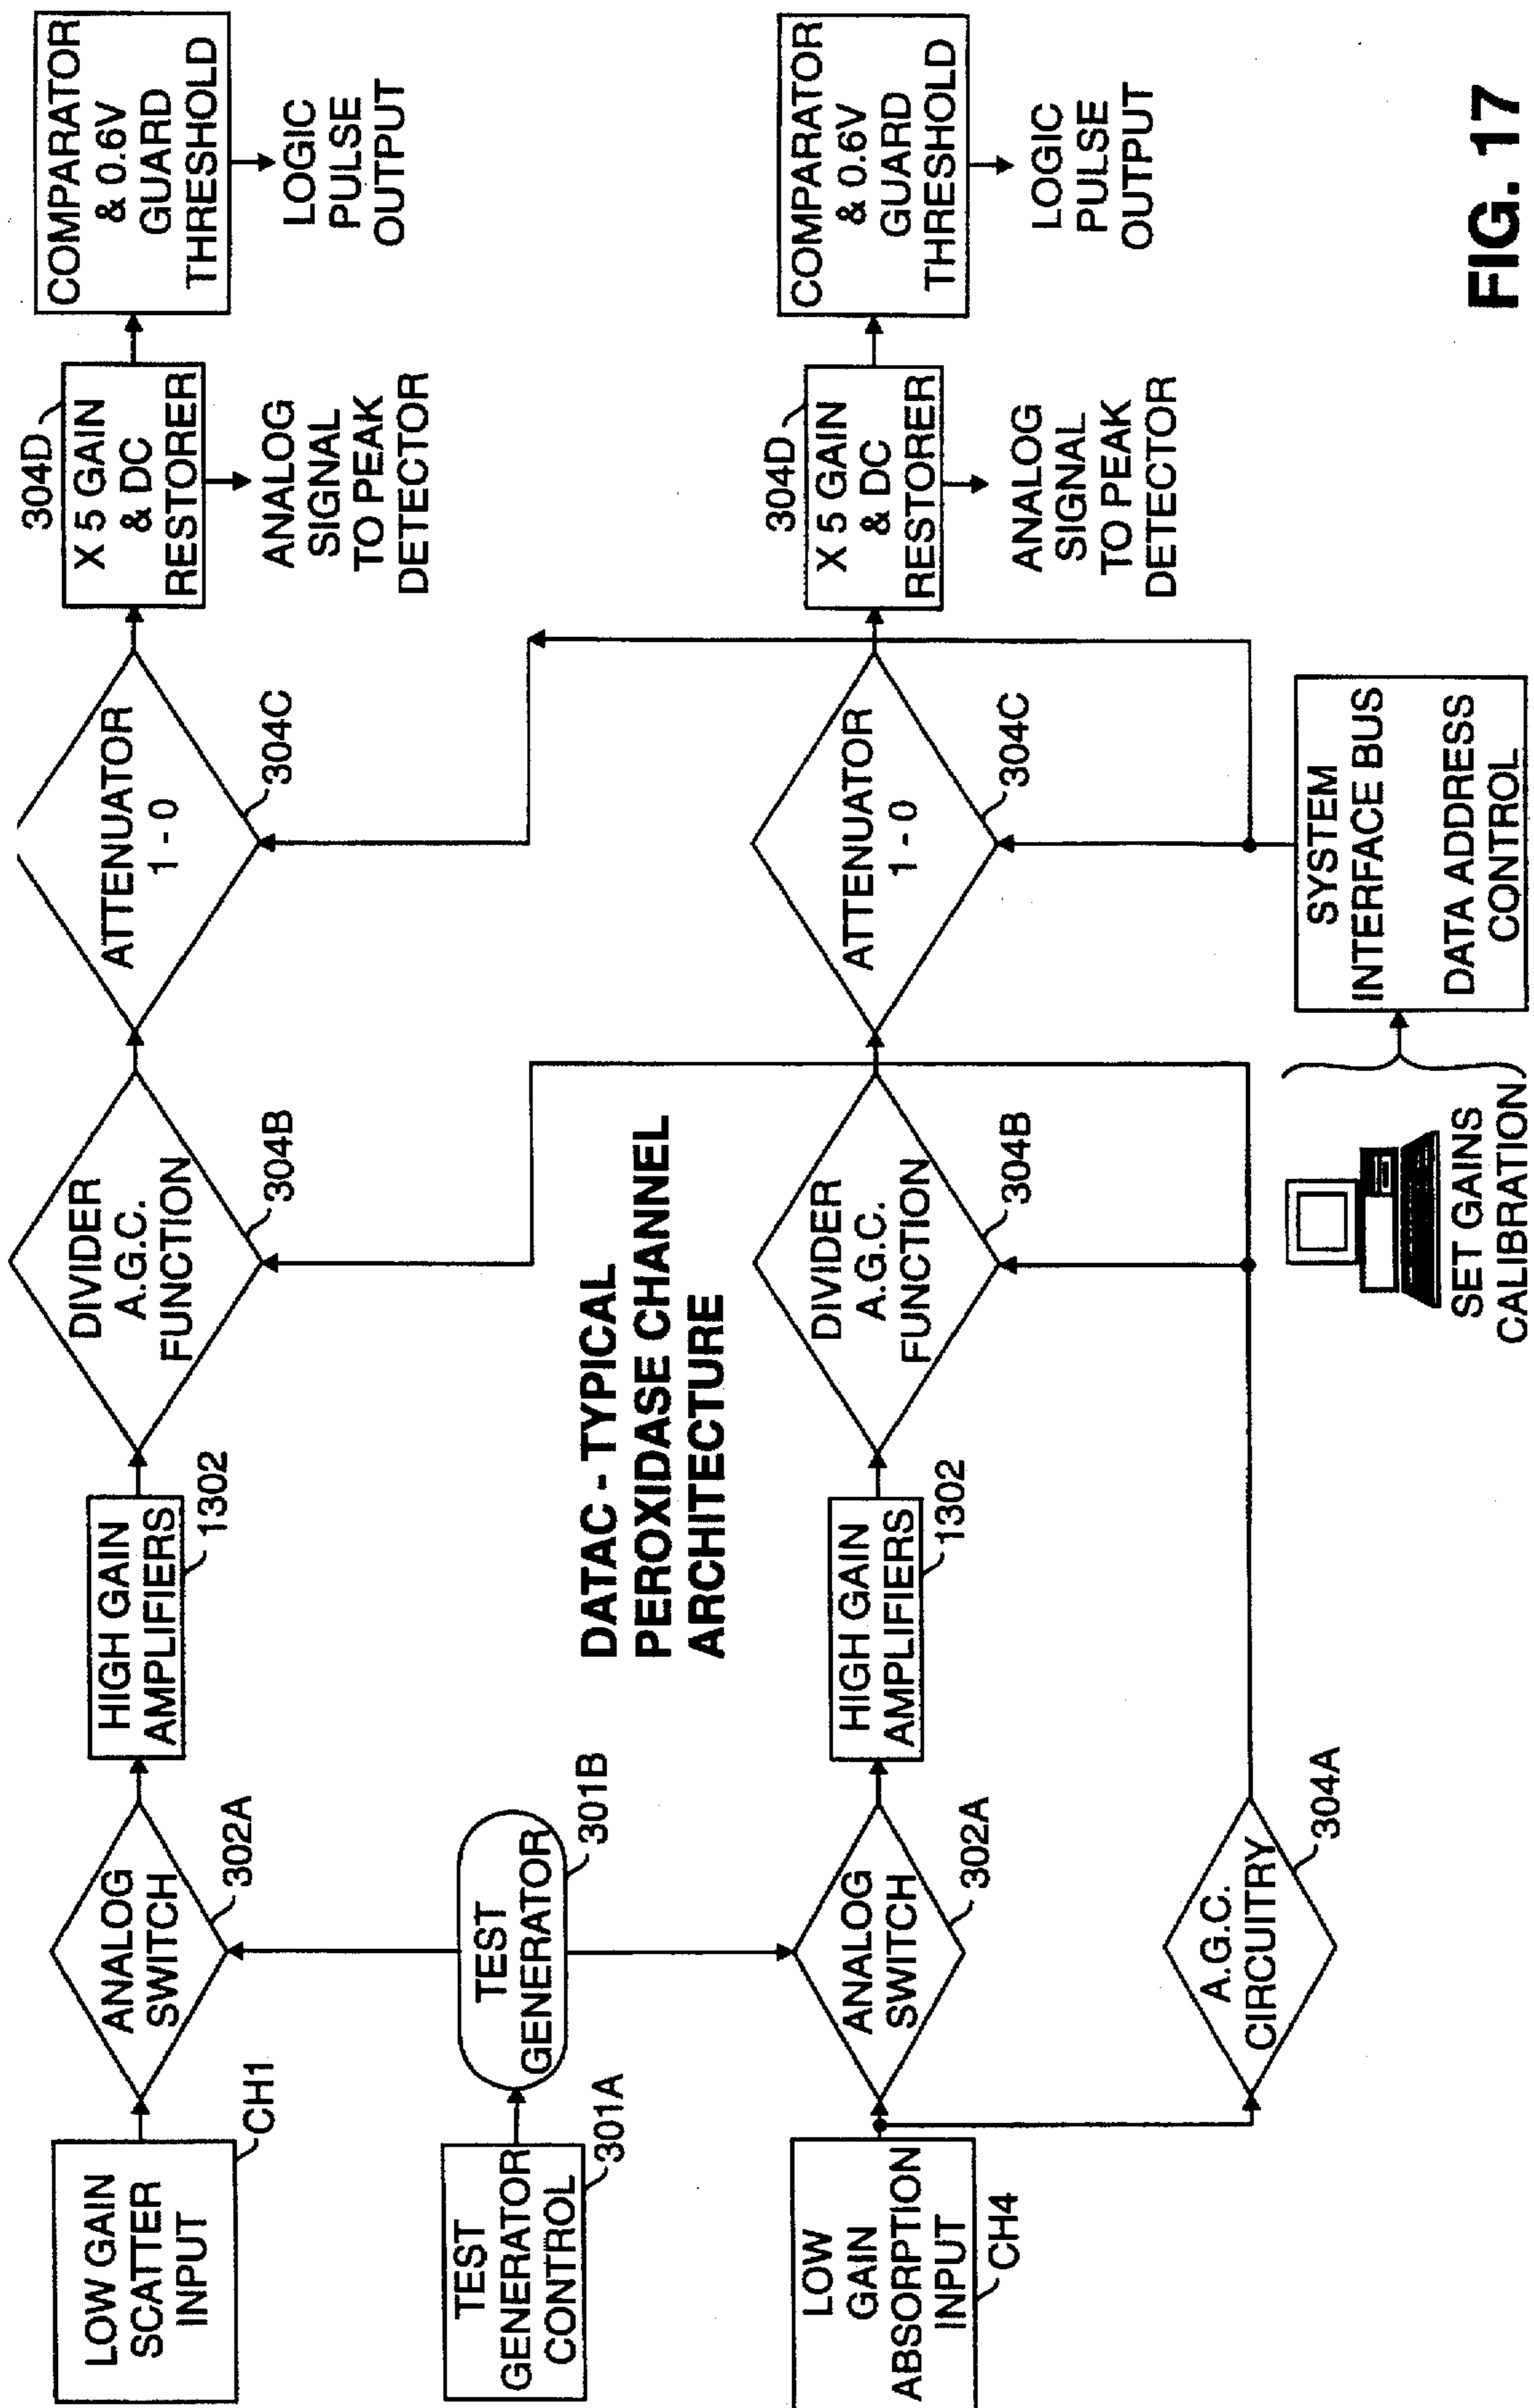 LOW GAIN
SCATTER
INPUT
CH1
ANALOG
SWITCH
302A
HIGH GAIN
AMPLIFIERS
1302
DIVIDER
A.G.C.
FUNCTION
304B
ATTENUATOR
1 - 0
304C
304D
X 5 GAIN
& DC
RESTORER
ANALOG
SIGNAL
TO PEAK
DETECTOR
COMPARATOR
& 0.6V
GUARD
THRESHOLD
LOGIC
PULSE
OUTPUT
TEST
GENERATOR
CONTROL
301A
TEST
GENERATOR
301B
DATAC - TYPICAL
PEROXIDASE CHANNEL
ARCHITECTURE
LOW
GAIN
ABSORPTION
INPUT
CH4
ANALOG
SWITCH
302A
HIGH GAIN
AMPLIFIERS
1302
DIVIDER
A.G.C.
FUNCTION
304B
ATTENUATOR
1 - 0
304C
304D
X 5 GAIN
& DC
RESTORER
ANALOG
SIGNAL
TO PEAK
DETECTOR
COMPARATOR
& 0.6V
GUARD
THRESHOLD
LOGIC
PULSE
OUTPUT
A.G.C.
CIRCUITRY
304A
SET GAINS
CALIBRATION
SYSTEM
INTERFACE BUS
DATA ADDRESS
CONTROL
FIG. 17